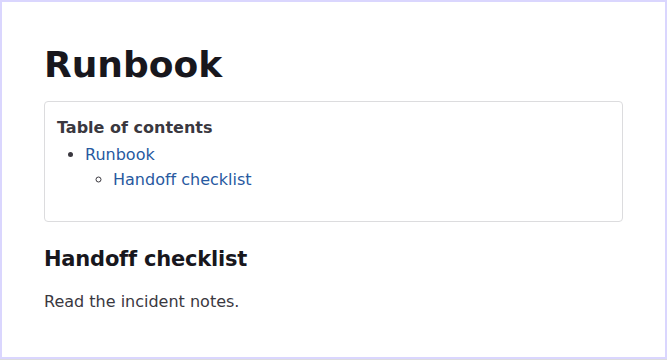 Runbook
Table of contents
Runbook
Handoff checklist
Handoff checklist
Read the incident notes.